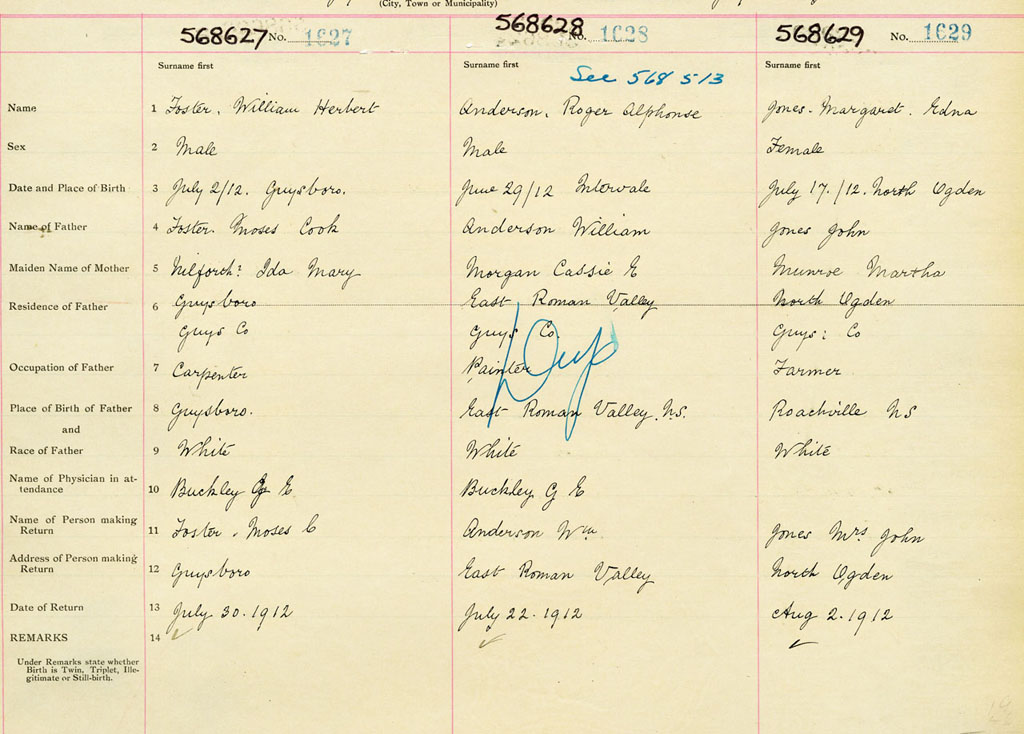 (City, Town or Municipality)
568627 No. 1627 568628 No. 1628 568629 No. 1629
Surname first Surname first Surname first
See 568 513
Name 1 Foster. William Herbert Anderson. Roger Alphonse Jones. Margaret. Edna
Sex 2 Male Male Female
Date and Place of Birth 3 July 2/12. Guysboro. June 29/12 Intervale July 17./12. North Ogden
Name of Father 4 Foster. Moses Cook Anderson William Jones John
Maiden Name of Mother 5 Ida Mary Morgan Cassie E Munroe Martha
Residence of Father 6 Guysboro East Roman Valley North Ogden
Guys Co Guys Co. Guys: Co
Dup
Occupation of Father 7 Carpenter Painter Farmer
Place of Birth of Father 8 Guysboro. East Roman Valley. N.S. Roachville NS
and
Race of Father 9 White White White
Name of Physician in at-
tendance 10 Buckley G E Buckley G E
Name of Person making
Return 11 Foster. Moses C Anderson Wm Jones Mrs John
Address of Person making
Return 12 Guysboro East Roman Valley North Ogden
Date of Return 13 July 30.1912 July 22.1912 Aug 2.1912
REMARKS 14
Under Remarks state whether
Birth is Twin, Triplet, Ille-
gitimate or Still-birth.